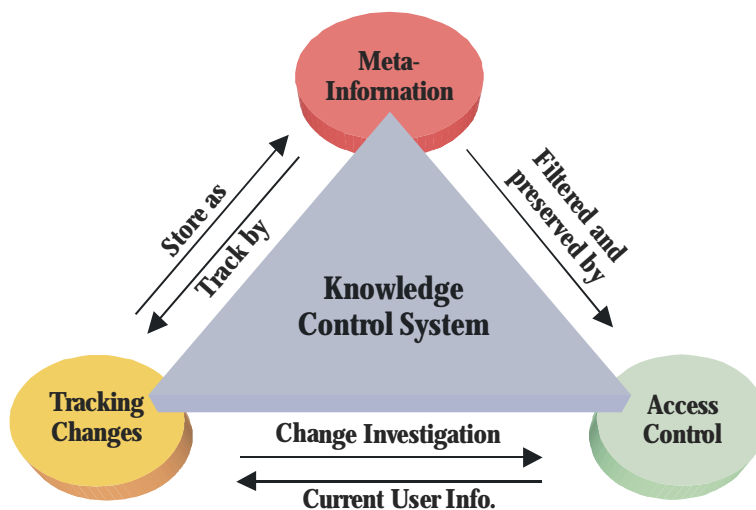 Meta-
Information
Store as
Track by
Filtered and
preserved by
Knowledge
Control System
Tracking
Changes
Access
Control
Change Investigation
Current User Info.